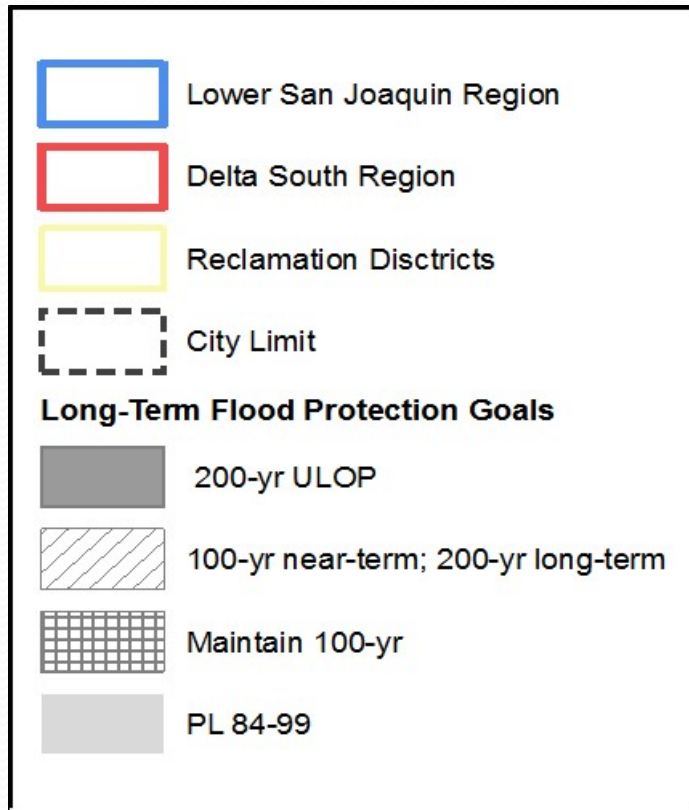 Lower San Joaquin Region
Delta South Region
Reclamation Disctricts
City Limit
Long-Term Flood Protection Goals
200-yr ULOP
100-yr near-term; 200-yr long-term
Maintain 100-yr
PL 84-99